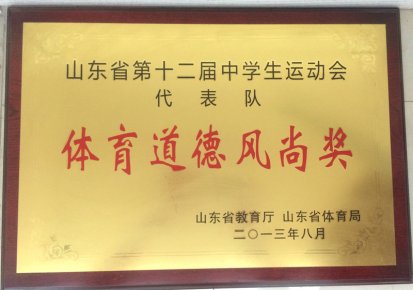 山东省第十二届中学生运动会
代表队
体育道德风尚奖
山东省教育厅 山东省体育局
二〇一三年八月